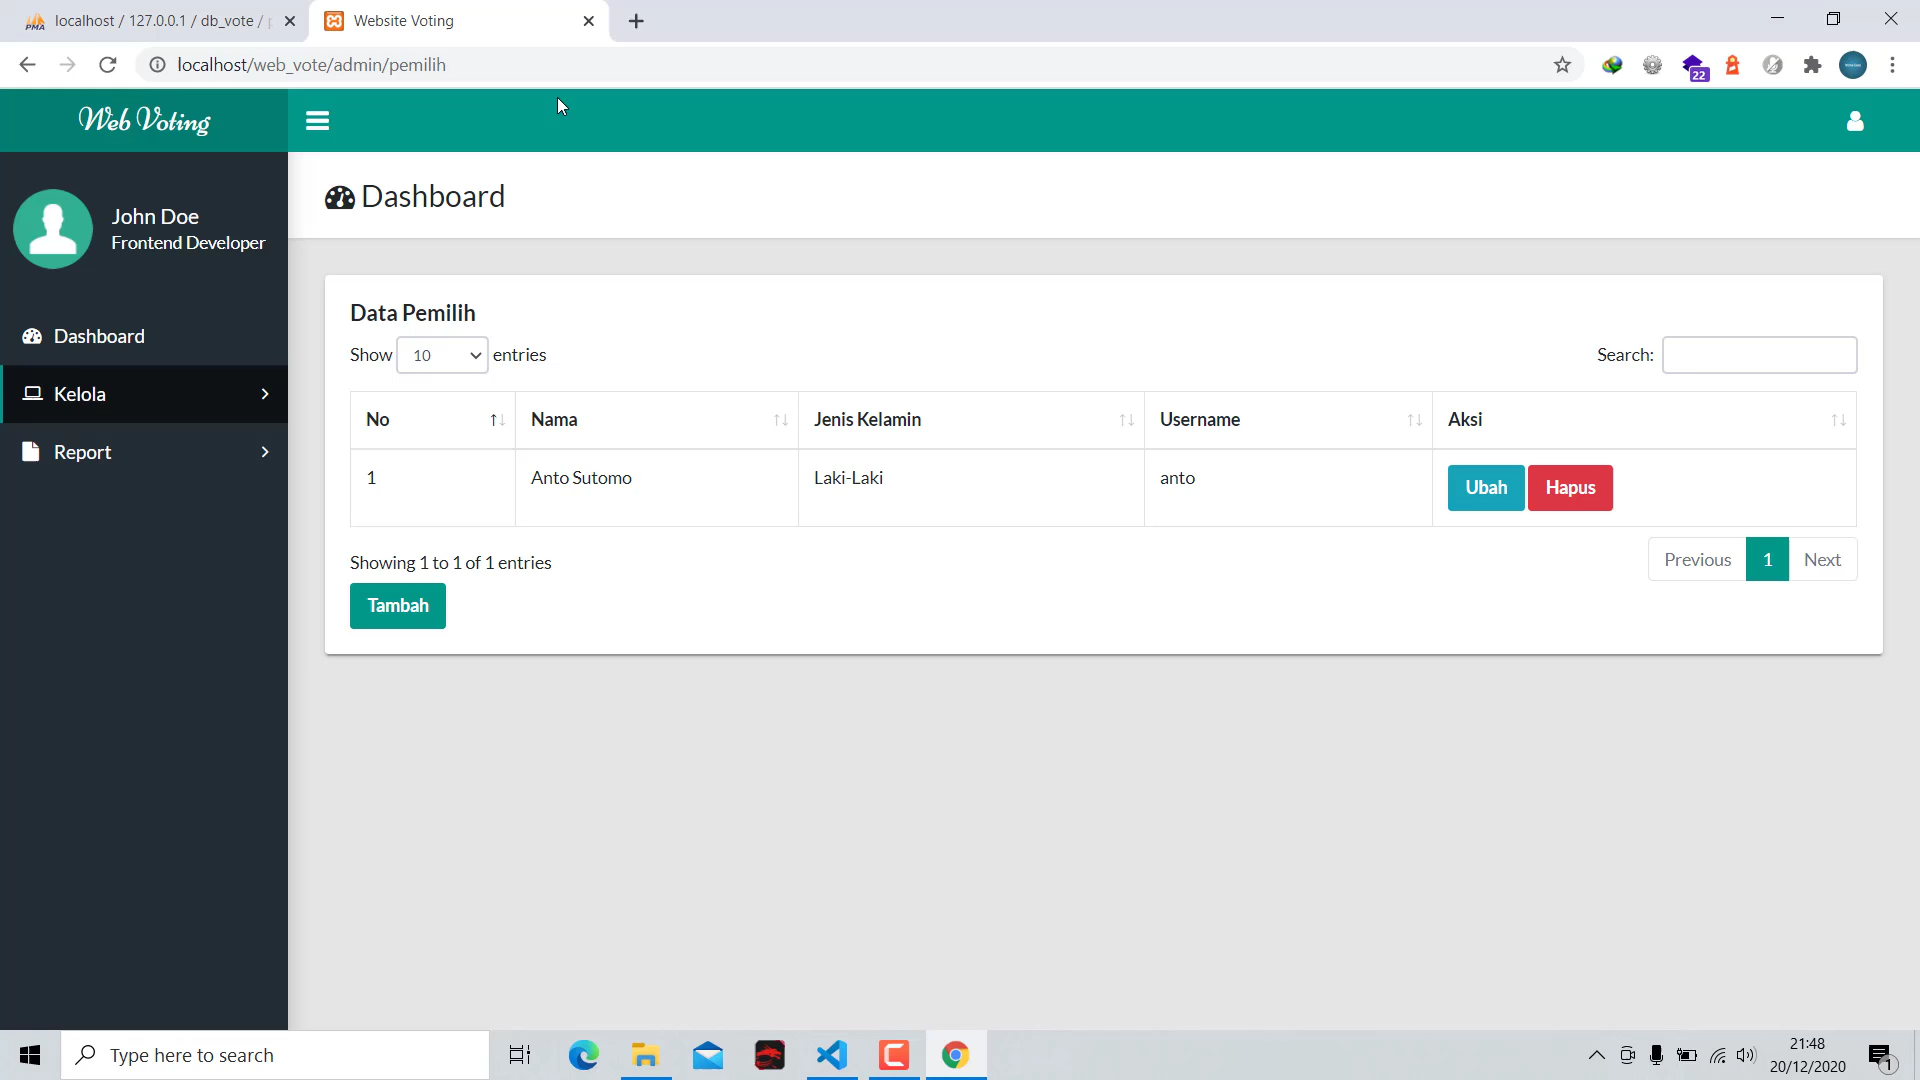 localhost / 127.0.0.1 / db_vote /
Website Voting
localhost/web_vote/admin/pemilih
22
Web Voting
John Doe
Frontend Developer
Dashboard
Kelola
Report
Dashboard
Data Pemilih
Show 10 entries
Search:
No Nama Jenis Kelamin Username Aksi
1 Anto Sutomo Laki-Laki anto Ubah Hapus
Showing 1 to 1 of 1 entries
Previous 1 Next
Tambah
Type here to search
21:48
20/12/2020
1